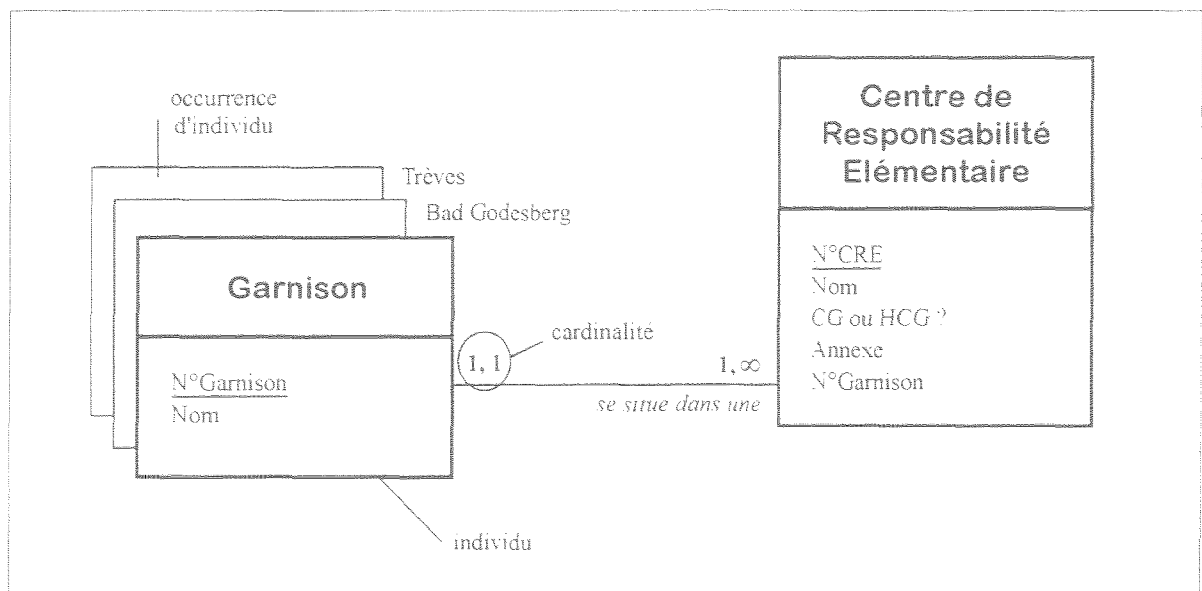 occurrence
d'individu
Trèves
Bad Godesberg
Garnison
N°Garnison
Nom
1, 1
cardinalité
1, ∞
se situe dans une
individu
Centre de
Responsabilité
Elémentaire
N°CRE
Nom
CG ou HCG ?
Annexe
N°Garnison